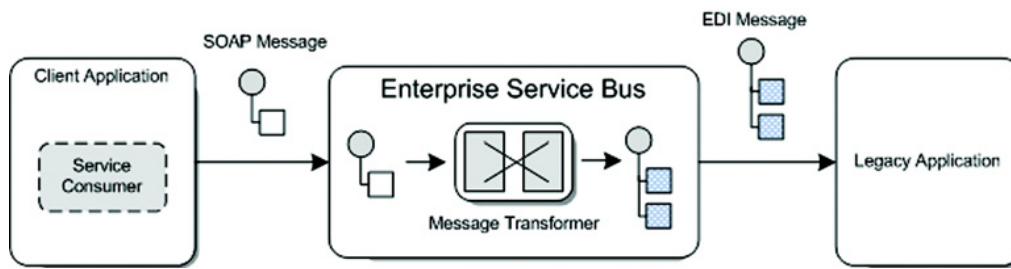 SOAP Message
EDI Message
Client Application
Enterprise Service Bus
Service
Consumer
Legacy Application
Message Transformer